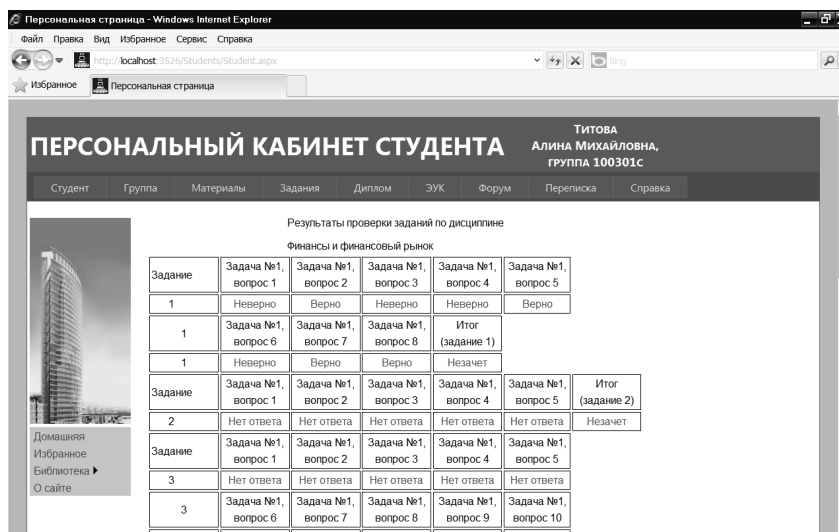 Персональная страница - Windows Internet Explorer
Файл Правка Вид Избранное Сервис Справка
http://localhost:3526/Students/Student.aspx
Bing
Избранное Персональная страница
ПЕРСОНАЛЬНЫЙ КАБИНЕТ СТУДЕНТА
ТИТОВА
АЛИНА МИХАЙЛОВНА,
ГРУППА 100301С
Студент Группа Материалы Задания Диплом ЭУК Форум Переписка Справка
Результаты проверки заданий по дисциплине
Финансы и финансовый рынок
Задание Задача №1, вопрос 1 Задача №1, вопрос 2 Задача №1, вопрос 3 Задача №1, вопрос 4 Задача №1, вопрос 5
1 Неверно Верно Неверно Неверно Верно
1 Задача №1, вопрос 6 Задача №1, вопрос 7 Задача №1, вопрос 8 Итог (задание 1)
1 Неверно Верно Верно Незачет
Задание Задача №1, вопрос 1 Задача №1, вопрос 2 Задача №1, вопрос 3 Задача №1, вопрос 4 Задача №1, вопрос 5 Итог (задание 2)
2 Нет ответа Нет ответа Нет ответа Нет ответа Нет ответа Незачет
Задание Задача №1, вопрос 1 Задача №1, вопрос 2 Задача №1, вопрос 3 Задача №1, вопрос 4 Задача №1, вопрос 5
3 Нет ответа Нет ответа Нет ответа Нет ответа Нет ответа
3 Задача №1, вопрос 6 Задача №1, вопрос 7 Задача №1, вопрос 8 Задача №1, вопрос 9 Задача №1, вопрос 10
Домашняя
Избранное
Библиотека
О сайте